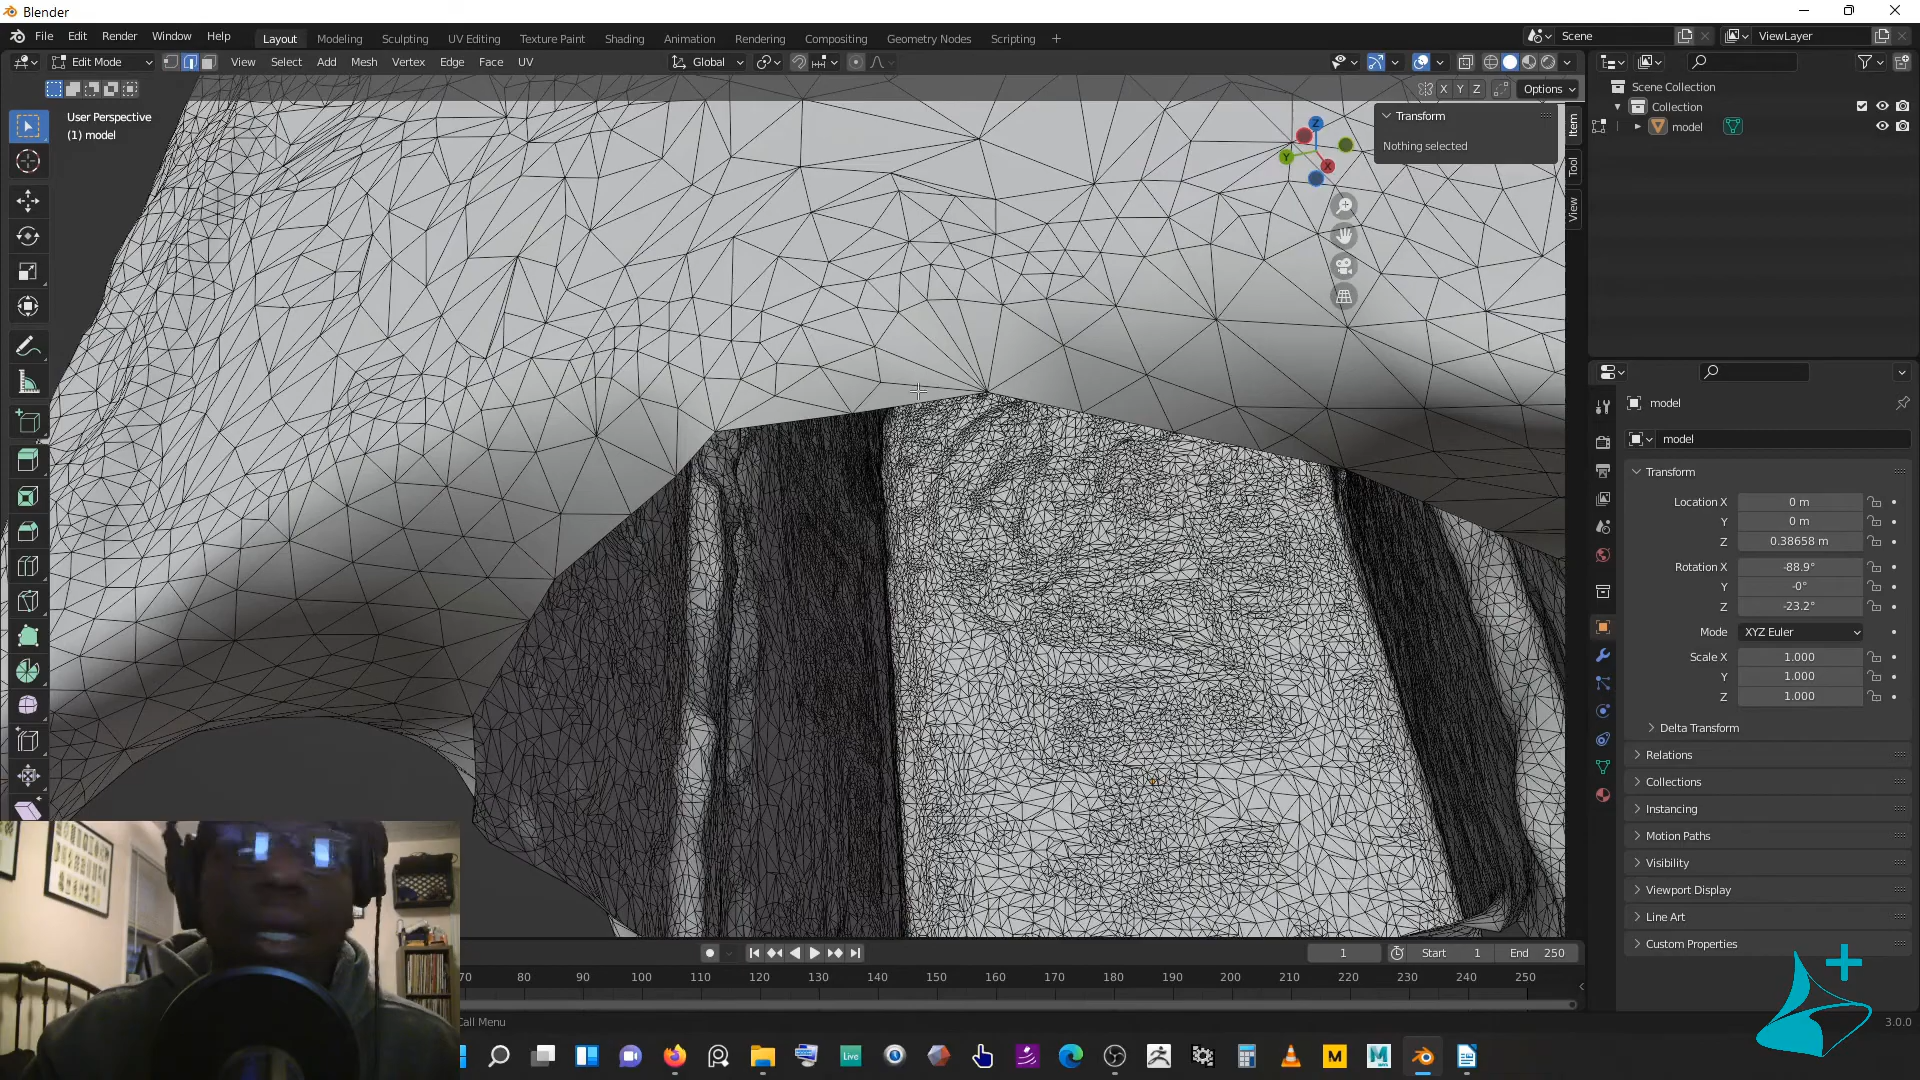 Blender
File Edit Render Window Help Layout Modeling Sculpting UV Editing Texture Paint Shading Animation Rendering Compositing Geometry Nodes Scripting + Scene ViewLayer
Edit Mode View Select Add Mesh Vertex Edge Face UV Global
X Y Z Options
User Perspective
(1) model
Transform
Nothing selected
Item
Tool
View
Z
Y
X
Scene Collection
Collection
model
model
model
Transform
Location X 0 m
Y 0 m
Z 0.38658 m
Rotation X -88.9°
Y -0°
Z -23.2°
Mode XYZ Euler
Scale X 1.000
Y 1.000
Z 1.000
Delta Transform
Relations
Collections
Instancing
Motion Paths
Visibility
Viewport Display
Line Art
Custom Properties
1 Start 1 End 250
70 80 90 100 110 120 130 140 150 160 170 180 190 200 210 220 230 240 250
Call Menu
3.0.0
Live
M
M